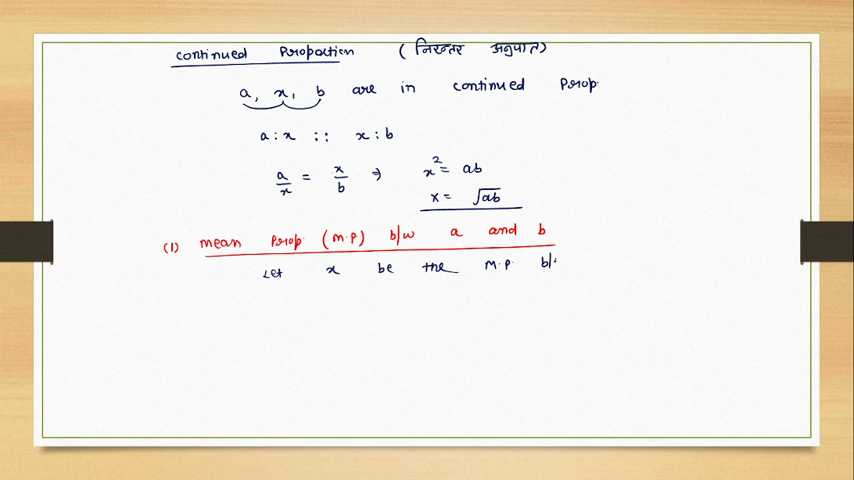 continued Proportion (निरन्तर अनुपात)
a, x, b are in continued Prop.
a : x :: x : b
a/x = x/b ⇒ x² = ab
x = √ab
(1) mean Prop. (M.P.) b/w a and b
Let x be the M.P. b/